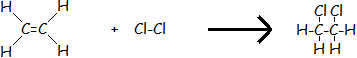 H H Cl Cl
C=C + Cl-Cl H-C-C-H
H H H H